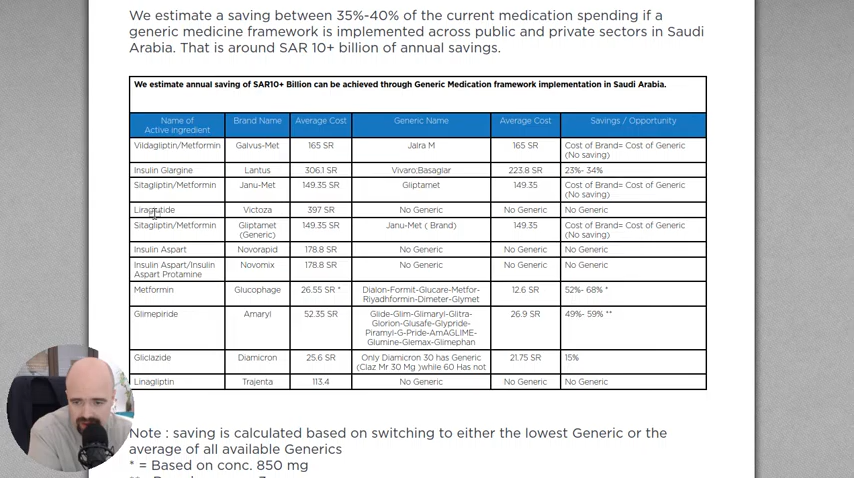 We estimate a saving between 35%-40% of the current medication spending if a
generic medicine framework is implemented across public and private sectors in Saudi
Arabia. That is around SAR 10+ billion of annual savings.
We estimate annual saving of SAR10+ Billion can be achieved through Generic Medication framework implementation in Saudi Arabia.
Name of
Active ingredient
Brand Name
Average Cost
Generic Name
Average Cost
Savings / Opportunity
Vildagliptin/Metformin
Galvus-Met
165 SR
Jalra M
165 SR
Cost of Brand= Cost of Generic
(No saving)
Insulin Glargine
Lantus
306.1 SR
Vivaro;Basaglar
223.8 SR
23%- 34%
Sitagliptin/Metformin
Janu-Met
149.35 SR
Gliptamet
149.35
Cost of Brand= Cost of Generic
(No saving)
Liraglutide
Victoza
397 SR
No Generic
No Generic
No Generic
Sitagliptin/Metformin
Gliptamet
(Generic)
149.35 SR
Janu-Met ( Brand)
149.35
Cost of Brand= Cost of Generic
(No saving)
Insulin Aspart
Novorapid
178.8 SR
No Generic
No Generic
No Generic
Insulin Aspart/Insulin
Aspart Protamine
Novomix
178.8 SR
No Generic
No Generic
No Generic
Metformin
Glucophage
26.55 SR *
Dialon-Formit-Glucare-Metfor-
Riyadhformin-Dimeter-Glymet
12.6 SR
52%- 68% *
Glimepiride
Amaryl
52.35 SR
Glide-Glim-Glimaryl-Glitra-
Glorion-Glusafe-Glypride-
Piramyl-G-Pride-AmAGLIME-
Glumine-Glemax-Glimephan
26.9 SR
49%- 59% **
Gliclazide
Diamicron
25.6 SR
Only Diamicron 30 has Generic
(Claz Mr 30 Mg )while 60 Has not
21.75 SR
15%
Linagliptin
Trajenta
113.4
No Generic
No Generic
No Generic
Note : saving is calculated based on switching to either the lowest Generic or the
average of all available Generics
* = Based on conc. 850 mg